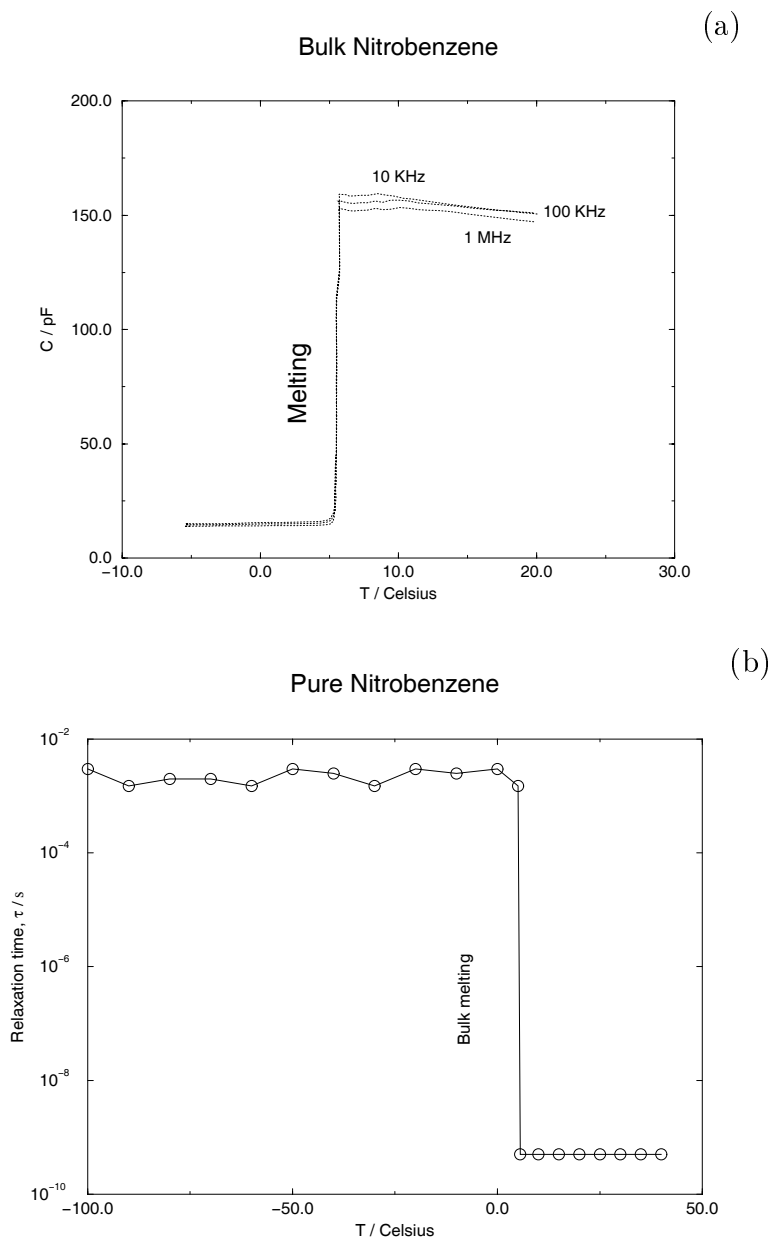 (a)
Bulk Nitrobenzene
200.0
150.0
100.0
50.0
0.0
C / pF
10 KHz
100 KHz
1 MHz
Melting
−10.0 0.0 10.0 20.0 30.0
T / Celsius
(b)
Pure Nitrobenzene
10⁻²
10⁻⁴
10⁻⁶
10⁻⁸
10⁻¹⁰
Relaxation time, τ / s
Bulk melting
−100.0 −50.0 0.0 50.0
T / Celsius